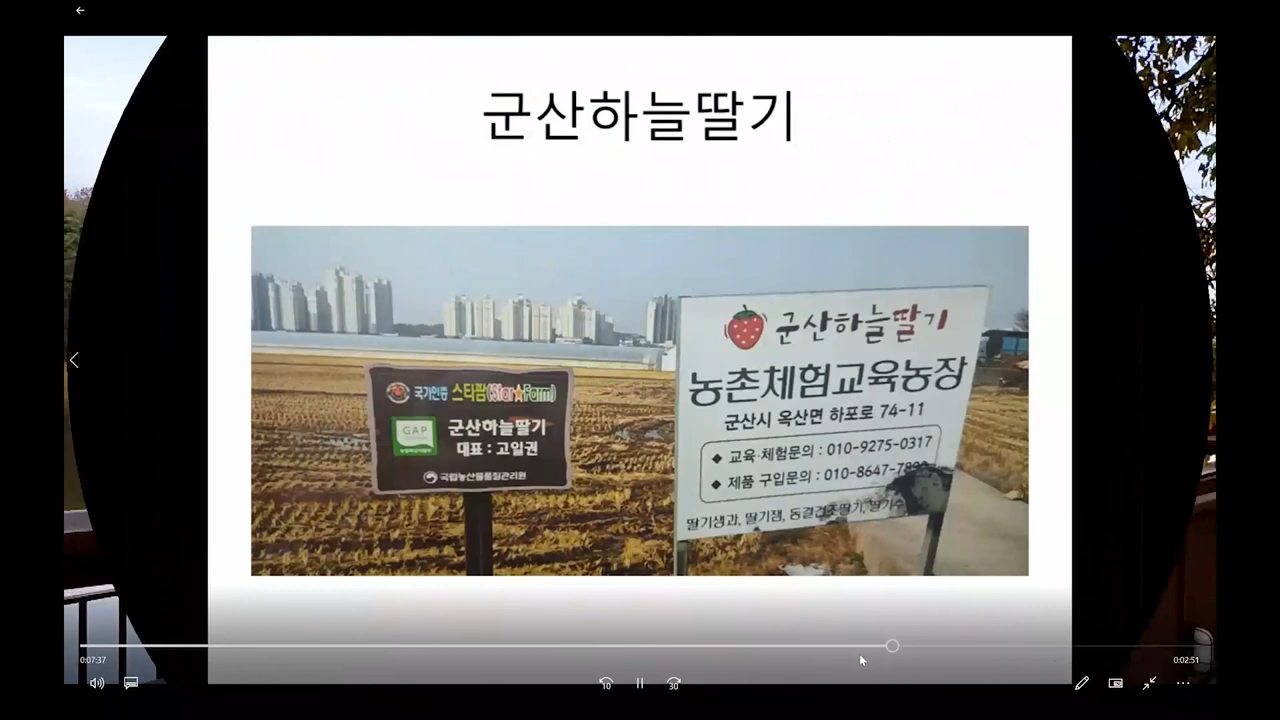 군산하늘딸기
국가인증 스타팜(Star★Farm)
GAP
군산하늘딸기
대표 : 고일권
국립농산물품질관리원
군산하늘딸기
농촌체험교육농장
군산시 옥산면 하포로 74-11
◆ 교육·체험문의 : 010-9275-0317
◆ 제품 구입문의 : 010-8647-
딸기생과, 딸기잼, 동결건조딸기,
0:07:37
0:02:51
10
30